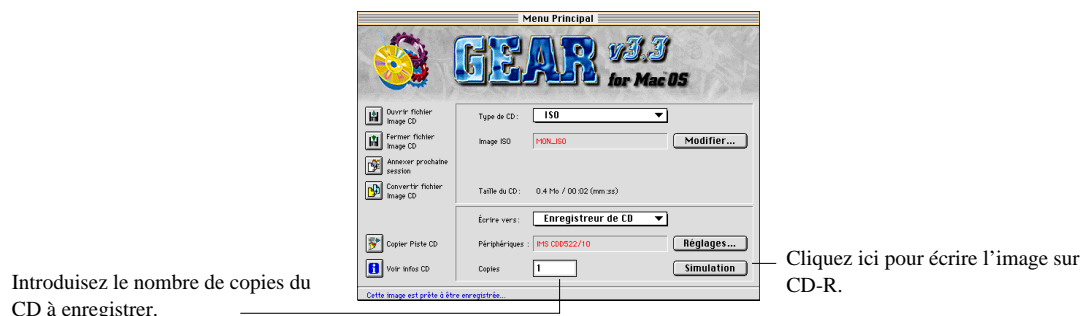 Menu Principal
GEAR v3.3
for Mac OS
Ouvrir fichier
Image CD
Fermer fichier
Image CD
Annexer prochaine
session
Convertir fichier
Image CD
Type de CD : ISO
Image ISO MON_ISO Modifier...
Taille du CD : 0.4 Mo / 00:02 (mm:ss)
Écrire vers : Enregistreur de CD
Copier Piste CD
Périphériques : IMS CDD522/10 Réglages...
Voir infos CD
Copies 1 Simulation
Cette image est prête à être enregistrée...
Cliquez ici pour écrire l’image sur
CD-R.
Introduisez le nombre de copies du
CD à enregistrer.